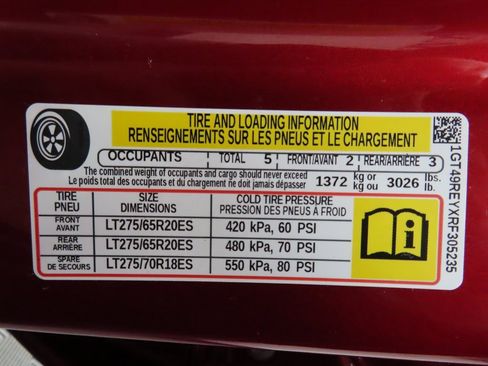 TIRE AND LOADING INFORMATION
RENSEIGNEMENTS SUR LES PNEUS ET LE CHARGEMENT
OCCUPANTS TOTAL 5 FRONT/AVANT 2 REAR/ARRIÈRE 3
The combined weight of occupants and cargo should never exceed 1372 kg or 3026 lbs.
Le poids total des occupants et du chargement ne doit jamais dépasser kg ou lb.
TIRE SIZE COLD TIRE PRESSURE
PNEU DIMENSIONS PRESSION DES PNEUS A FROID
FRONT
AVANT LT275/65R20ES 420 kPa, 60 PSI
REAR
ARRIÈRE LT275/65R20ES 480 kPa, 70 PSI
SPARE
DE SECOURS LT275/70R18ES 550 kPa, 80 PSI
1GT49REYXRF305235